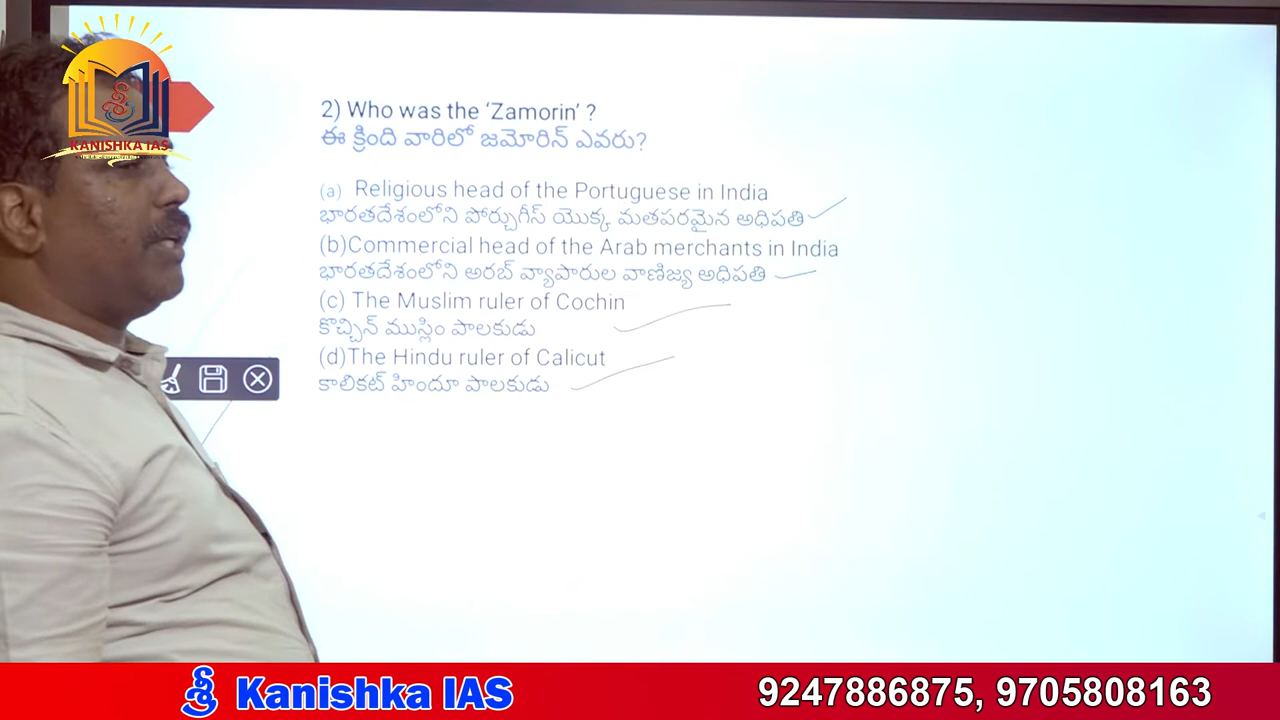 శ్రీ
KANISHKA IAS
2) Who was the ‘Zamorin’ ?
ఈ క్రింది వారిలో జమోరిన్ ఎవరు?
(a) Religious head of the Portuguese in India
భారతదేశంలోని పోర్చుగీస్ యొక్క మతపరమైన అధిపతి
(b)Commercial head of the Arab merchants in India
భారతదేశంలోని అరబ్ వ్యాపారుల వాణిజ్య అధిపతి
(c) The Muslim ruler of Cochin
కొచ్చిన్ ముస్లిం పాలకుడు
(d)The Hindu ruler of Calicut
కాలికట్ హిందూ పాలకుడు
శ్రీ Kanishka IAS 9247886875, 9705808163